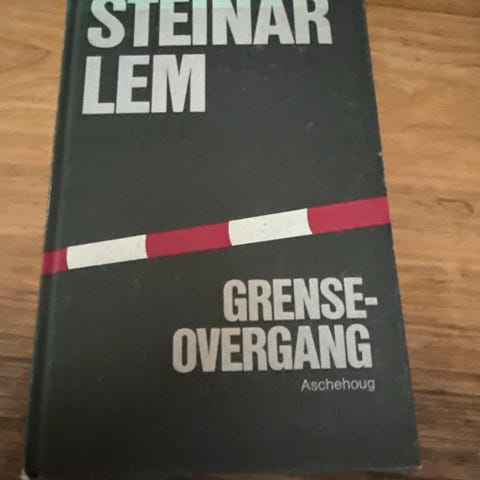 STEINAR
LEM
GRENSE-
OVERGANG
Aschehoug